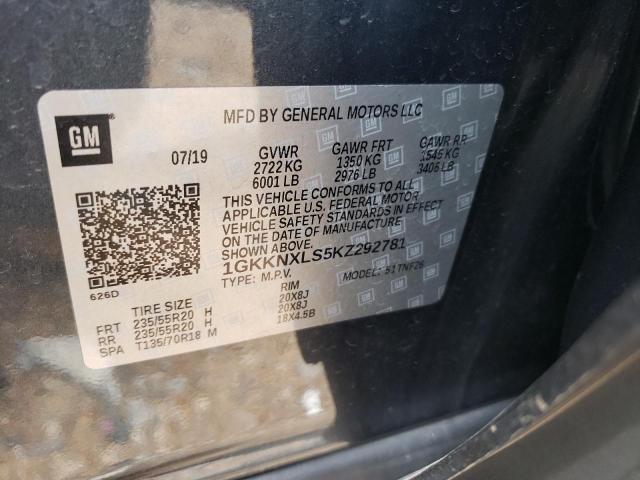 MFD BY GENERAL MOTORS LLC
GM
07/19 GVWR GAWR FRT GAWR RR
2722 KG 1350 KG 1545 KG
6001 LB 2976 LB 3406 LB
THIS VEHICLE CONFORMS TO ALL
APPLICABLE U.S. FEDERAL MOTOR
VEHICLE SAFETY STANDARDS IN EFFECT
ON THE DATE OF MANUFACTURE
SHOWN ABOVE.
1GKKNXLS5KZ292781
TYPE: M.P.V. MODEL: 51TNF26
626D
TIRE SIZE RIM
FRT 235/55R20 H 20X8J
RR 235/55R20 H 20X8J
SPA T135/70R18 M 18X4.5B